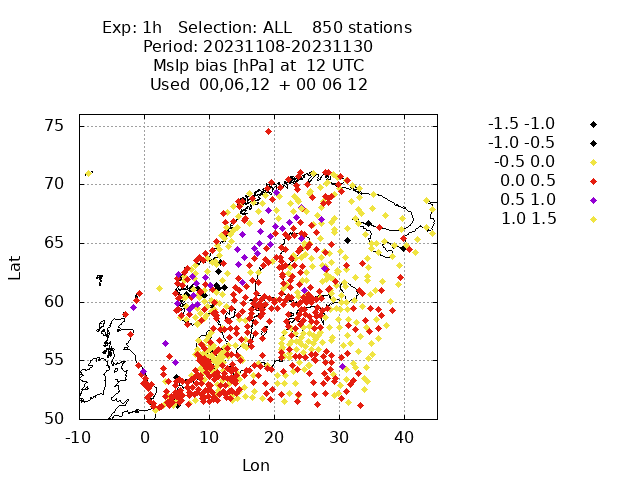 Exp: 1h Selection: ALL 850 stations
Period: 20231108-20231130
Mslp bias [hPa] at 12 UTC
Used 00,06,12 + 00 06 12
75
70
65
60
55
50
Lat
-10 0 10 20 30 40
Lon
-1.5 -1.0
-1.0 -0.5
-0.5 0.0
0.0 0.5
0.5 1.0
1.0 1.5